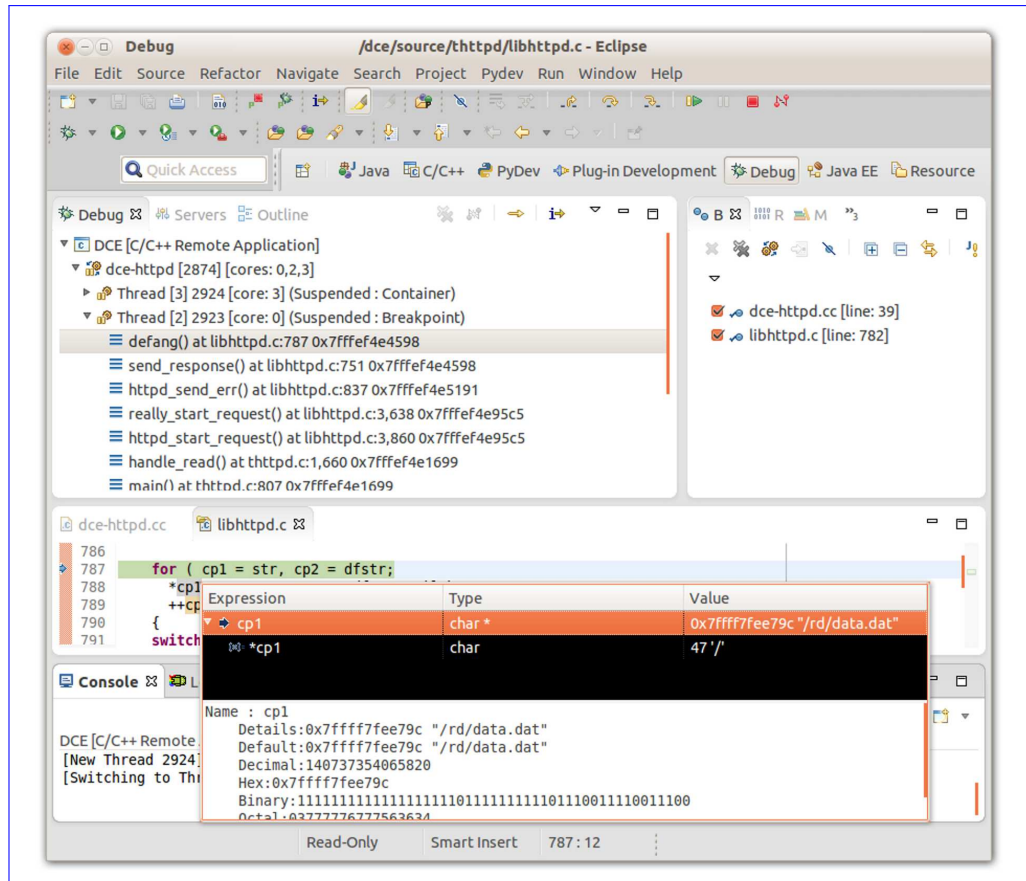 Debug /dce/source/thttpd/libhttpd.c - Eclipse
File Edit Source Refactor Navigate Search Project Pydev Run Window Help
Quick Access Java C/C++ PyDev Plug-in Development Debug Java EE Resource
Debug Servers Outline
B R M »3
DCE [C/C++ Remote Application]
dce-httpd [2874] [cores: 0,2,3]
Thread [3] 2924 [core: 3] (Suspended : Container)
Thread [2] 2923 [core: 0] (Suspended : Breakpoint)
defang() at libhttpd.c:787 0x7fffef4e4598
send_response() at libhttpd.c:751 0x7fffef4e4598
httpd_send_err() at libhttpd.c:837 0x7fffef4e5191
really_start_request() at libhttpd.c:3,638 0x7fffef4e95c5
httpd_start_request() at libhttpd.c:3,860 0x7fffef4e95c5
handle_read() at thttpd.c:1,660 0x7fffef4e1699
main() at thttpd.c:807 0x7fffef4e1699
dce-httpd.cc [line: 39]
libhttpd.c [line: 782]
dce-httpd.cc libhttpd.c
786
787 for ( cp1 = str, cp2 = dfstr;
788 *cp1
789 ++cp
790 {
791 switch
Expression Type Value
cp1 char * 0x7ffff7fee79c "/rd/data.dat"
*cp1 char 47 '/'
Name : cp1
Details:0x7ffff7fee79c "/rd/data.dat"
Default:0x7ffff7fee79c "/rd/data.dat"
Decimal:140737354065820
Hex:0x7ffff7fee79c
Binary:111111111111111111110111111111101110011110011100
Octal:03777776777563634
Console L
DCE [C/C++ Remote
[New Thread 2924]
[Switching to Thr
Read-Only Smart Insert 787 : 12